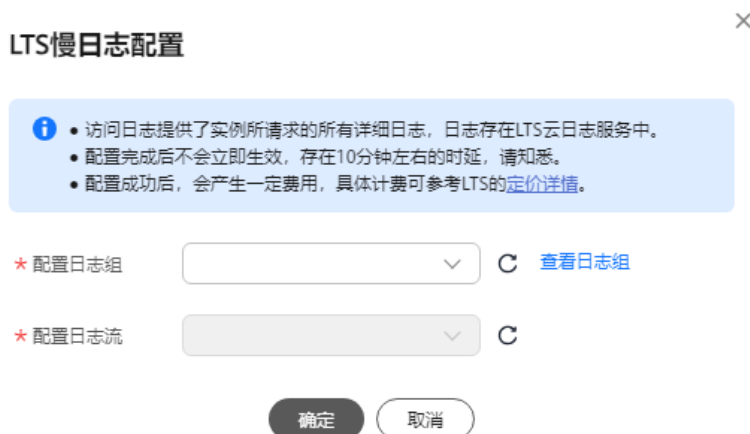 LTS慢日志配置
● 访问日志提供了实例所请求的所有详细日志，日志存在LTS云日志服务中。
● 配置完成后不会立即生效，存在10分钟左右的时延，请知悉。
● 配置成功后，会产生一定费用，具体计费可参考LTS的定价详情。
* 配置日志组 查看日志组
* 配置日志流
确定 取消